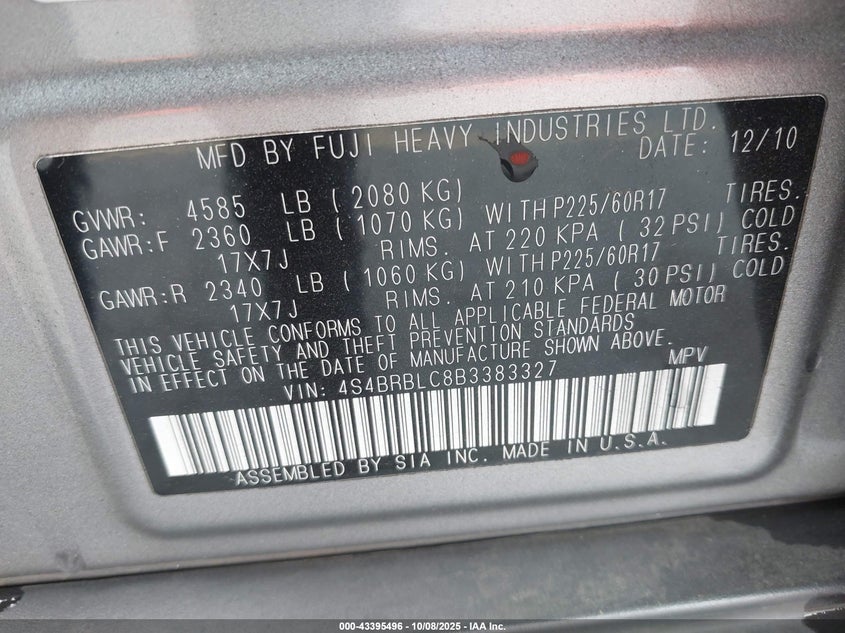 MFD BY FUJI HEAVY INDUSTRIES LTD.
DATE: 12/10
GVWR: 4585 LB ( 2080 KG)
GAWR:F 2360 LB ( 1070 KG) WITH P225/60R17 TIRES.
17X7J RIMS. AT 220 KPA ( 32 PSI) COLD
GAWR:R 2340 LB ( 1060 KG) WITH P225/60R17 TIRES.
17X7J RIMS. AT 210 KPA ( 30 PSI) COLD
THIS VEHICLE CONFORMS TO ALL APPLICABLE FEDERAL MOTOR
VEHICLE SAFETY AND THEFT PREVENTION STANDARDS
IN EFFECT ON THE DATE OF MANUFACTURE SHOWN ABOVE.
VIN: 4S4BRBLC8B3383327 MPV
ASSEMBLED BY SIA INC. MADE IN U.S.A.
000-43395496 - 10/08/2025 - IAA Inc.